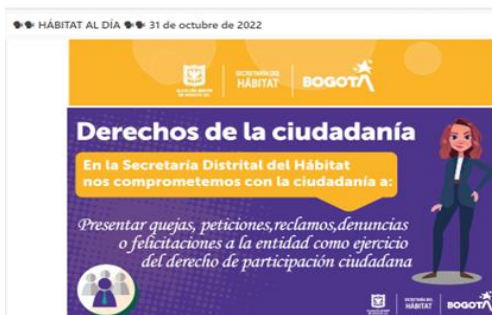 HÁBITAT AL DÍA 31 de octubre de 2022
SECRETARÍA DEL
HÁBITAT
BOGOTÁ
Derechos de la ciudadanía
En la Secretaría Distrital del Hábitat
nos comprometemos con la ciudadanía a:
Presentar quejas, peticiones,reclamos,denuncias
o felicitaciones a la entidad como ejercicio
del derecho de participación ciudadana
SECRETARÍA DEL
HÁBITAT
BOGOTÁ